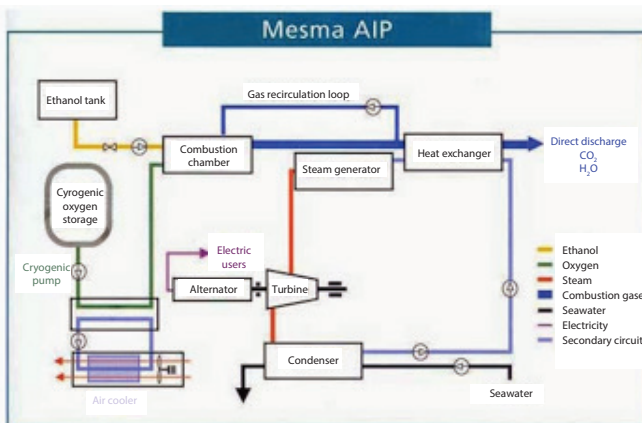 Mesma AIP
Ethanol tank
Gas recirculation loop
Combustion
chamber
Heat exchanger
Direct discharge
CO₂
H₂O
Steam generator
Cyrogenic
oxygen
storage
Cryogenic
pump
Electric
users
Alternator
Turbine
Ethanol
Oxygen
Steam
Combustion gase
Seawater
Electricity
Secondary circuit
Condenser
Seawater
Air cooler